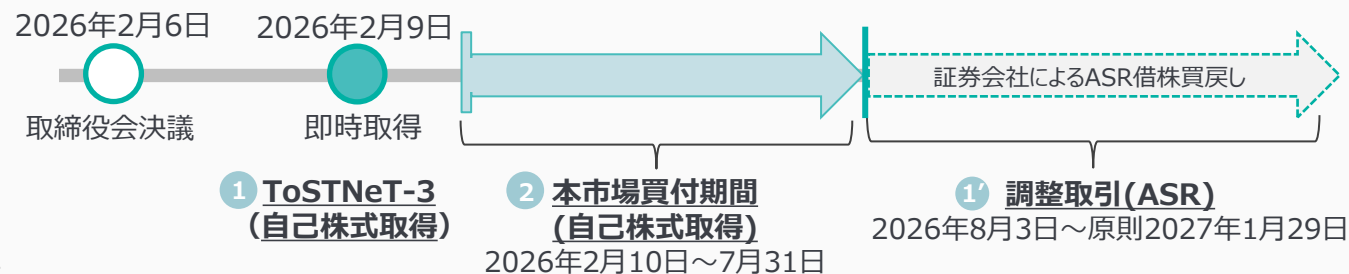 2026年2月6日
2026年2月9日
証券会社によるASR借株買戻し
取締役会決議
即時取得
1 ToSTNeT-3
（自己株式取得）
2 本市場買付期間
(自己株式取得)
2026年2月10日～7月31日
1’ 調整取引(ASR)
2026年8月3日～原則2027年1月29日